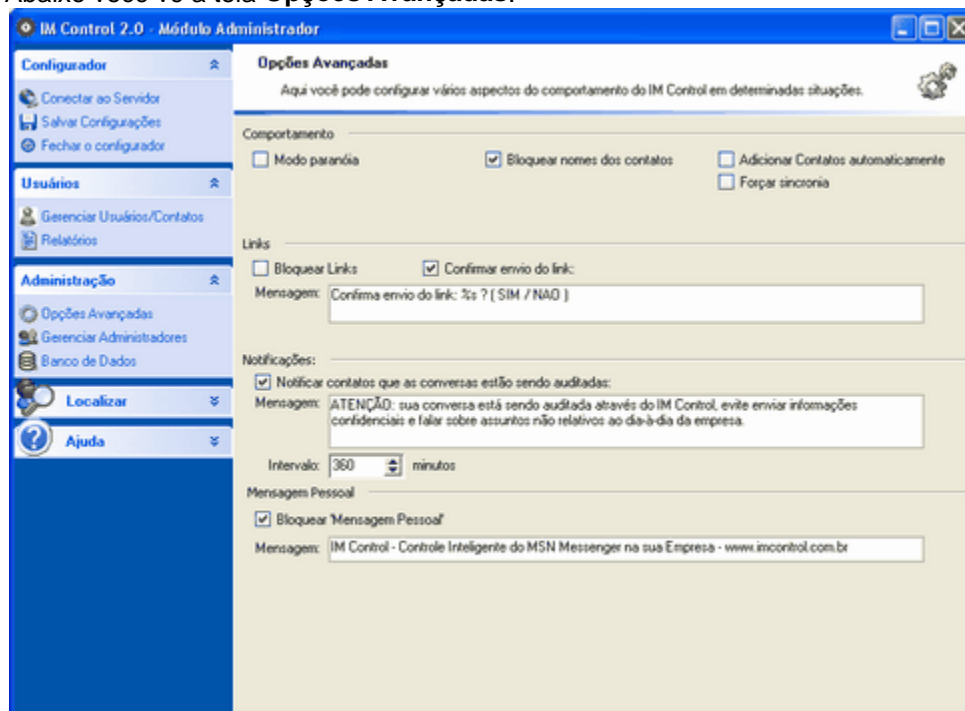 Abaixo você vê a tela Opções Avançadas:
IM Control 2.0 - Módulo Administrador
Configurador
Conectar ao Servidor
Salvar Configurações
Fechar o configurador
Usuários
Gerenciar Usuários/Contatos
Relatórios
Administração
Opções Avançadas
Gerenciar Administradores
Banco de Dados
Localizar
Ajuda
Opções Avançadas
Aqui você pode configurar vários aspectos do comportamento do IM Control em determinadas situações.
Comportamento
Modo paranóia
Bloquear nomes dos contatos
Adicionar Contatos automaticamente
Forçar sincronia
Links
Bloquear Links
Confirmar envio do link:
Mensagem: Confirma envio do link: %s ? ( SIM / NAO )
Notificações:
Notificar contatos que as conversas estão sendo auditadas:
Mensagem: ATENÇÃO: sua conversa está sendo auditada através do IM Control, evite enviar informações
confidenciais e falar sobre assuntos não relativos ao dia-à-dia da empresa.
Intervalo: 360 minutos
Mensagem Pessoal
Bloquear 'Mensagem Pessoal'
Mensagem: IM Control - Controle Inteligente do MSN Messenger na sua Empresa - www.imcontrol.com.br